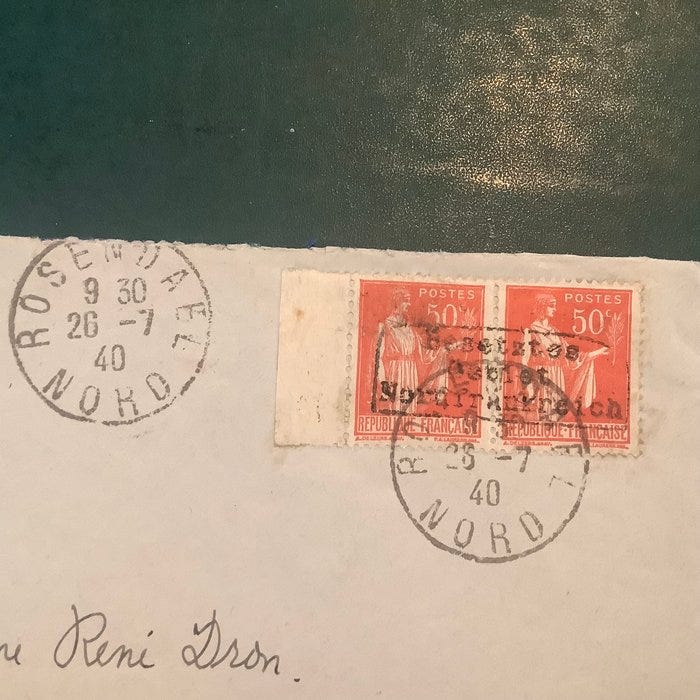 ROSENDAEL
9 30
26 -7
40
NORD
POSTES
50c
POSTES
50c
Besetztes
Gebiet
Nordfrankreich
REPUBLIQUE·FRANÇAISE
REPUBLIQUE·FRANÇAISE
26 -7
40
NORD
René Dron.